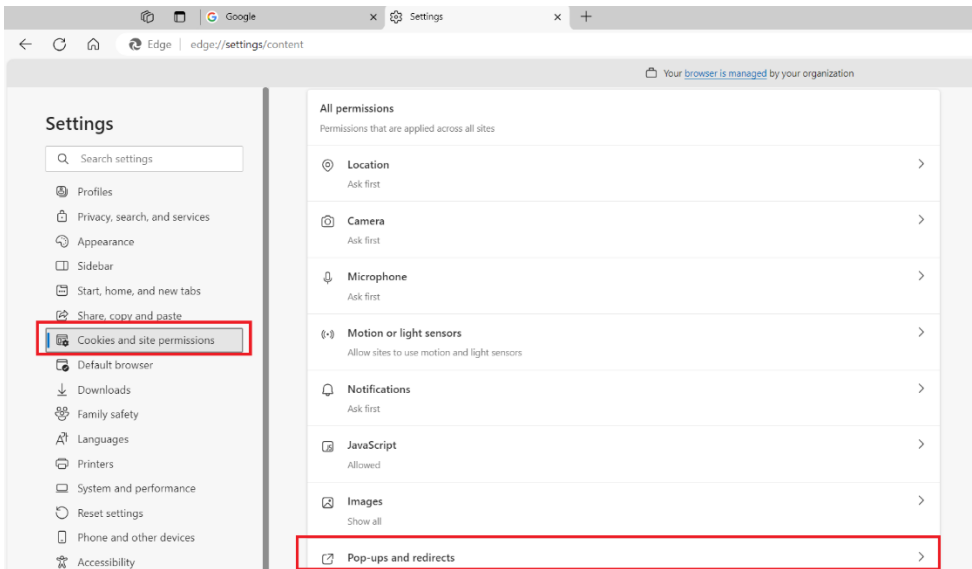 Google
Settings
Edge | edge://settings/content
Your browser is managed by your organization
Settings
Search settings
Profiles
Privacy, search, and services
Appearance
Sidebar
Start, home, and new tabs
Share, copy and paste
Cookies and site permissions
Default browser
Downloads
Family safety
Languages
Printers
System and performance
Reset settings
Phone and other devices
Accessibility
All permissions
Permissions that are applied across all sites
Location
Ask first
Camera
Ask first
Microphone
Ask first
Motion or light sensors
Allow sites to use motion and light sensors
Notifications
Ask first
JavaScript
Allowed
Images
Show all
Pop-ups and redirects